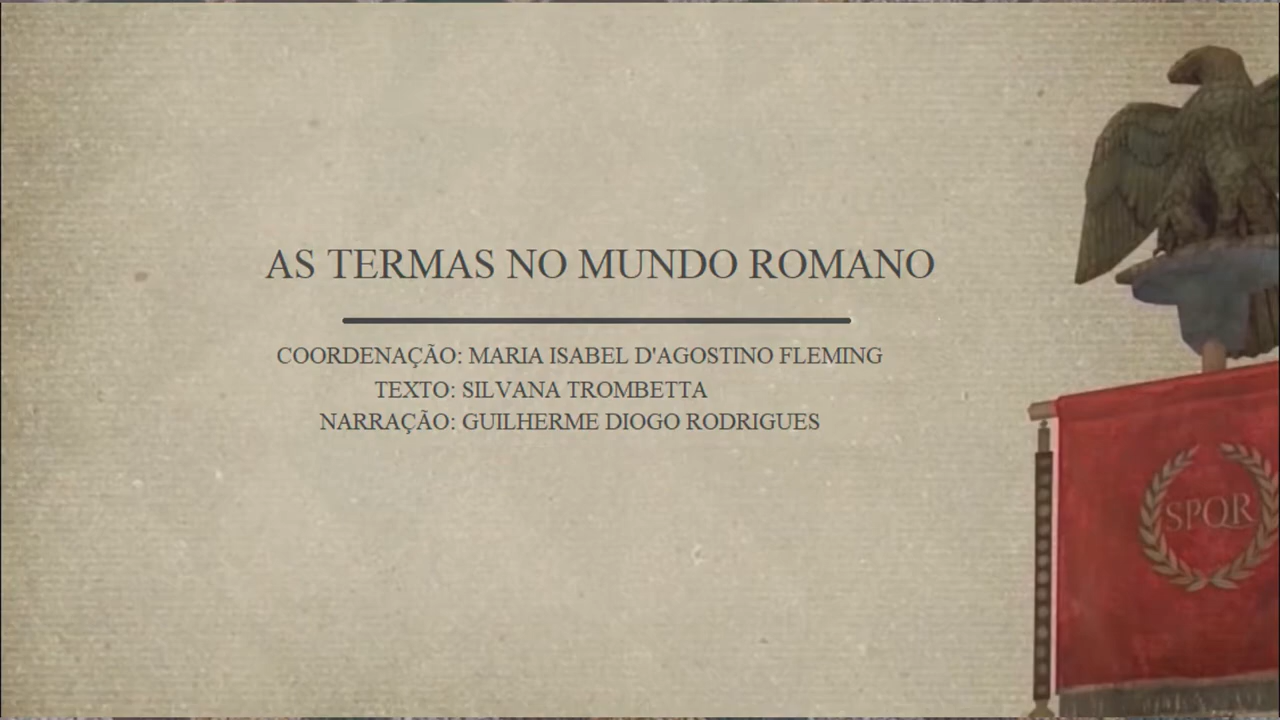 AS TERMAS NO MUNDO ROMANO
COORDENAÇÃO: MARIA ISABEL D'AGOSTINO FLEMING
TEXTO: SILVANA TROMBETTA
NARRAÇÃO: GUILHERME DIOGO RODRIGUES
SPQR